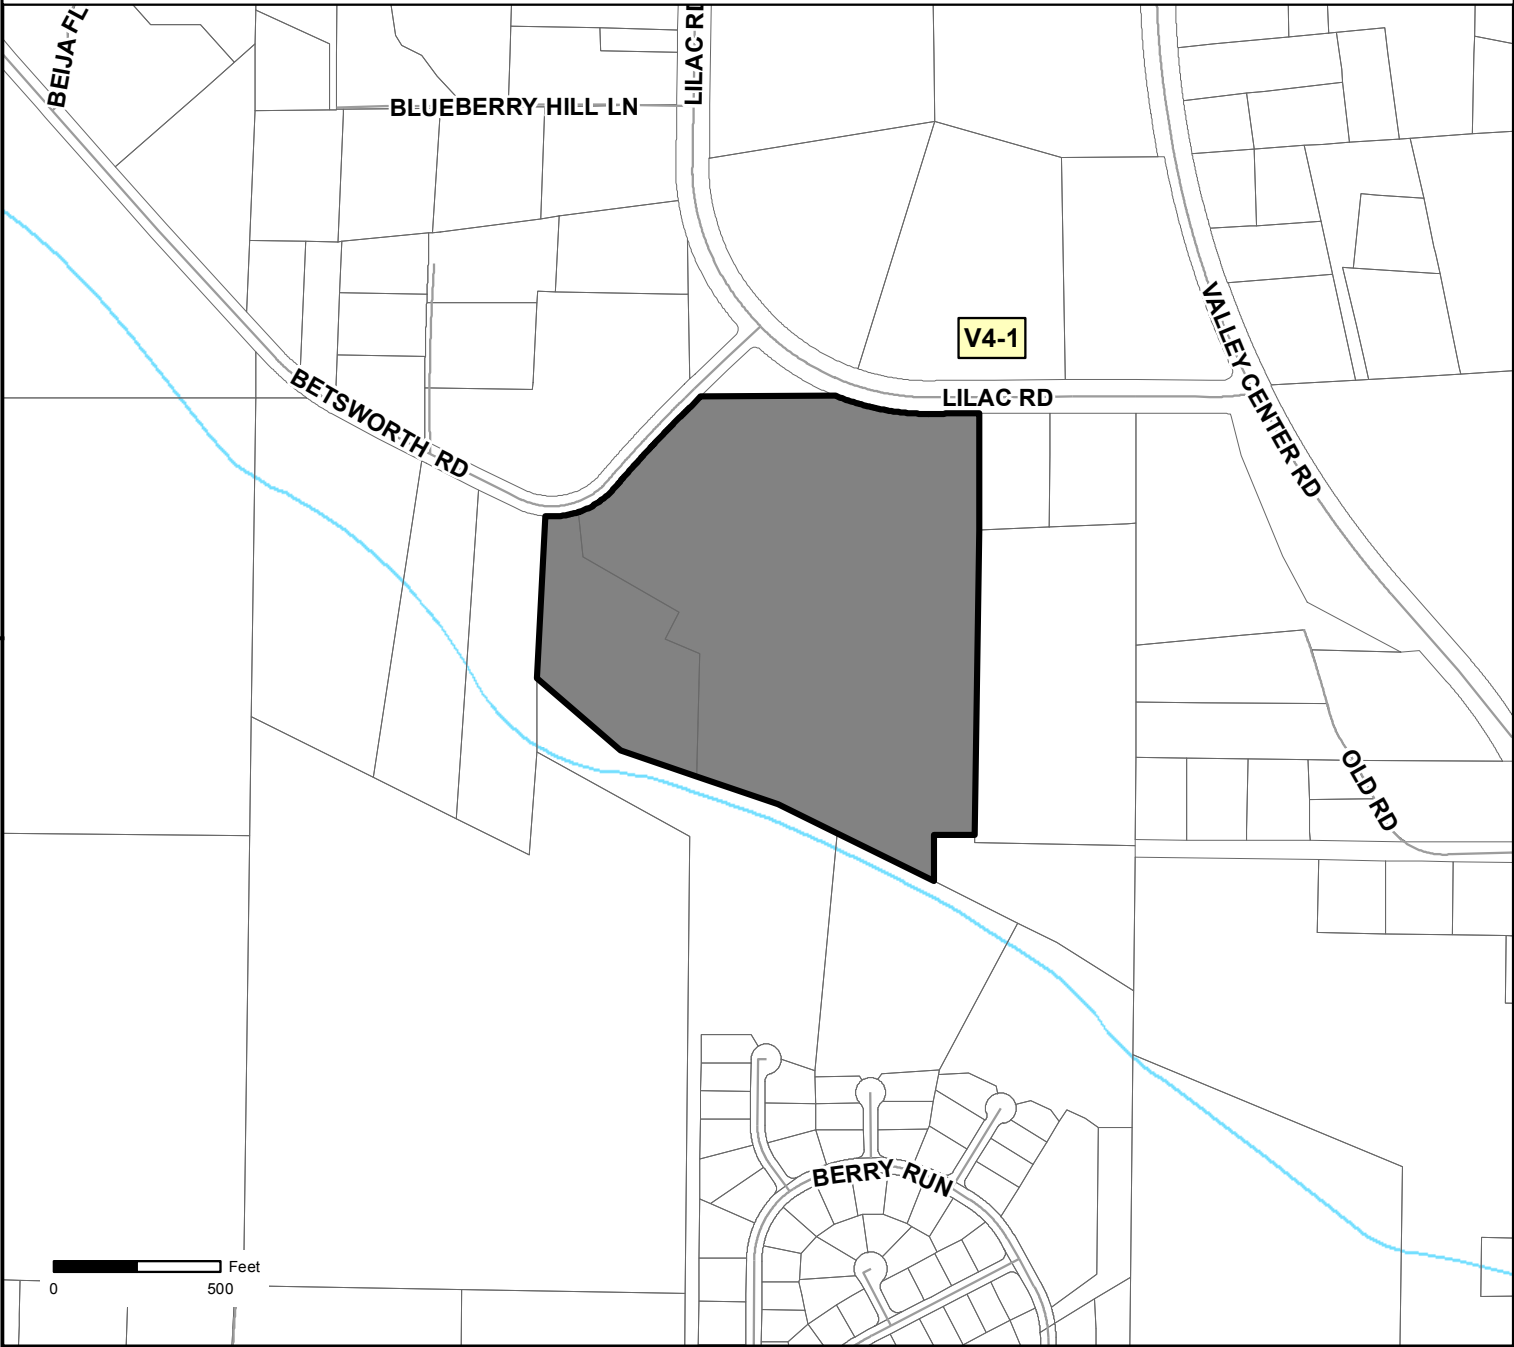 BEIJA FL
LILAC RD
BLUEBERRY HILL LN
V4-1
VALLEY CENTER RD
LILAC RD
BETSWORTH RD
OLD RD
BERRY RUN
Feet
0 500